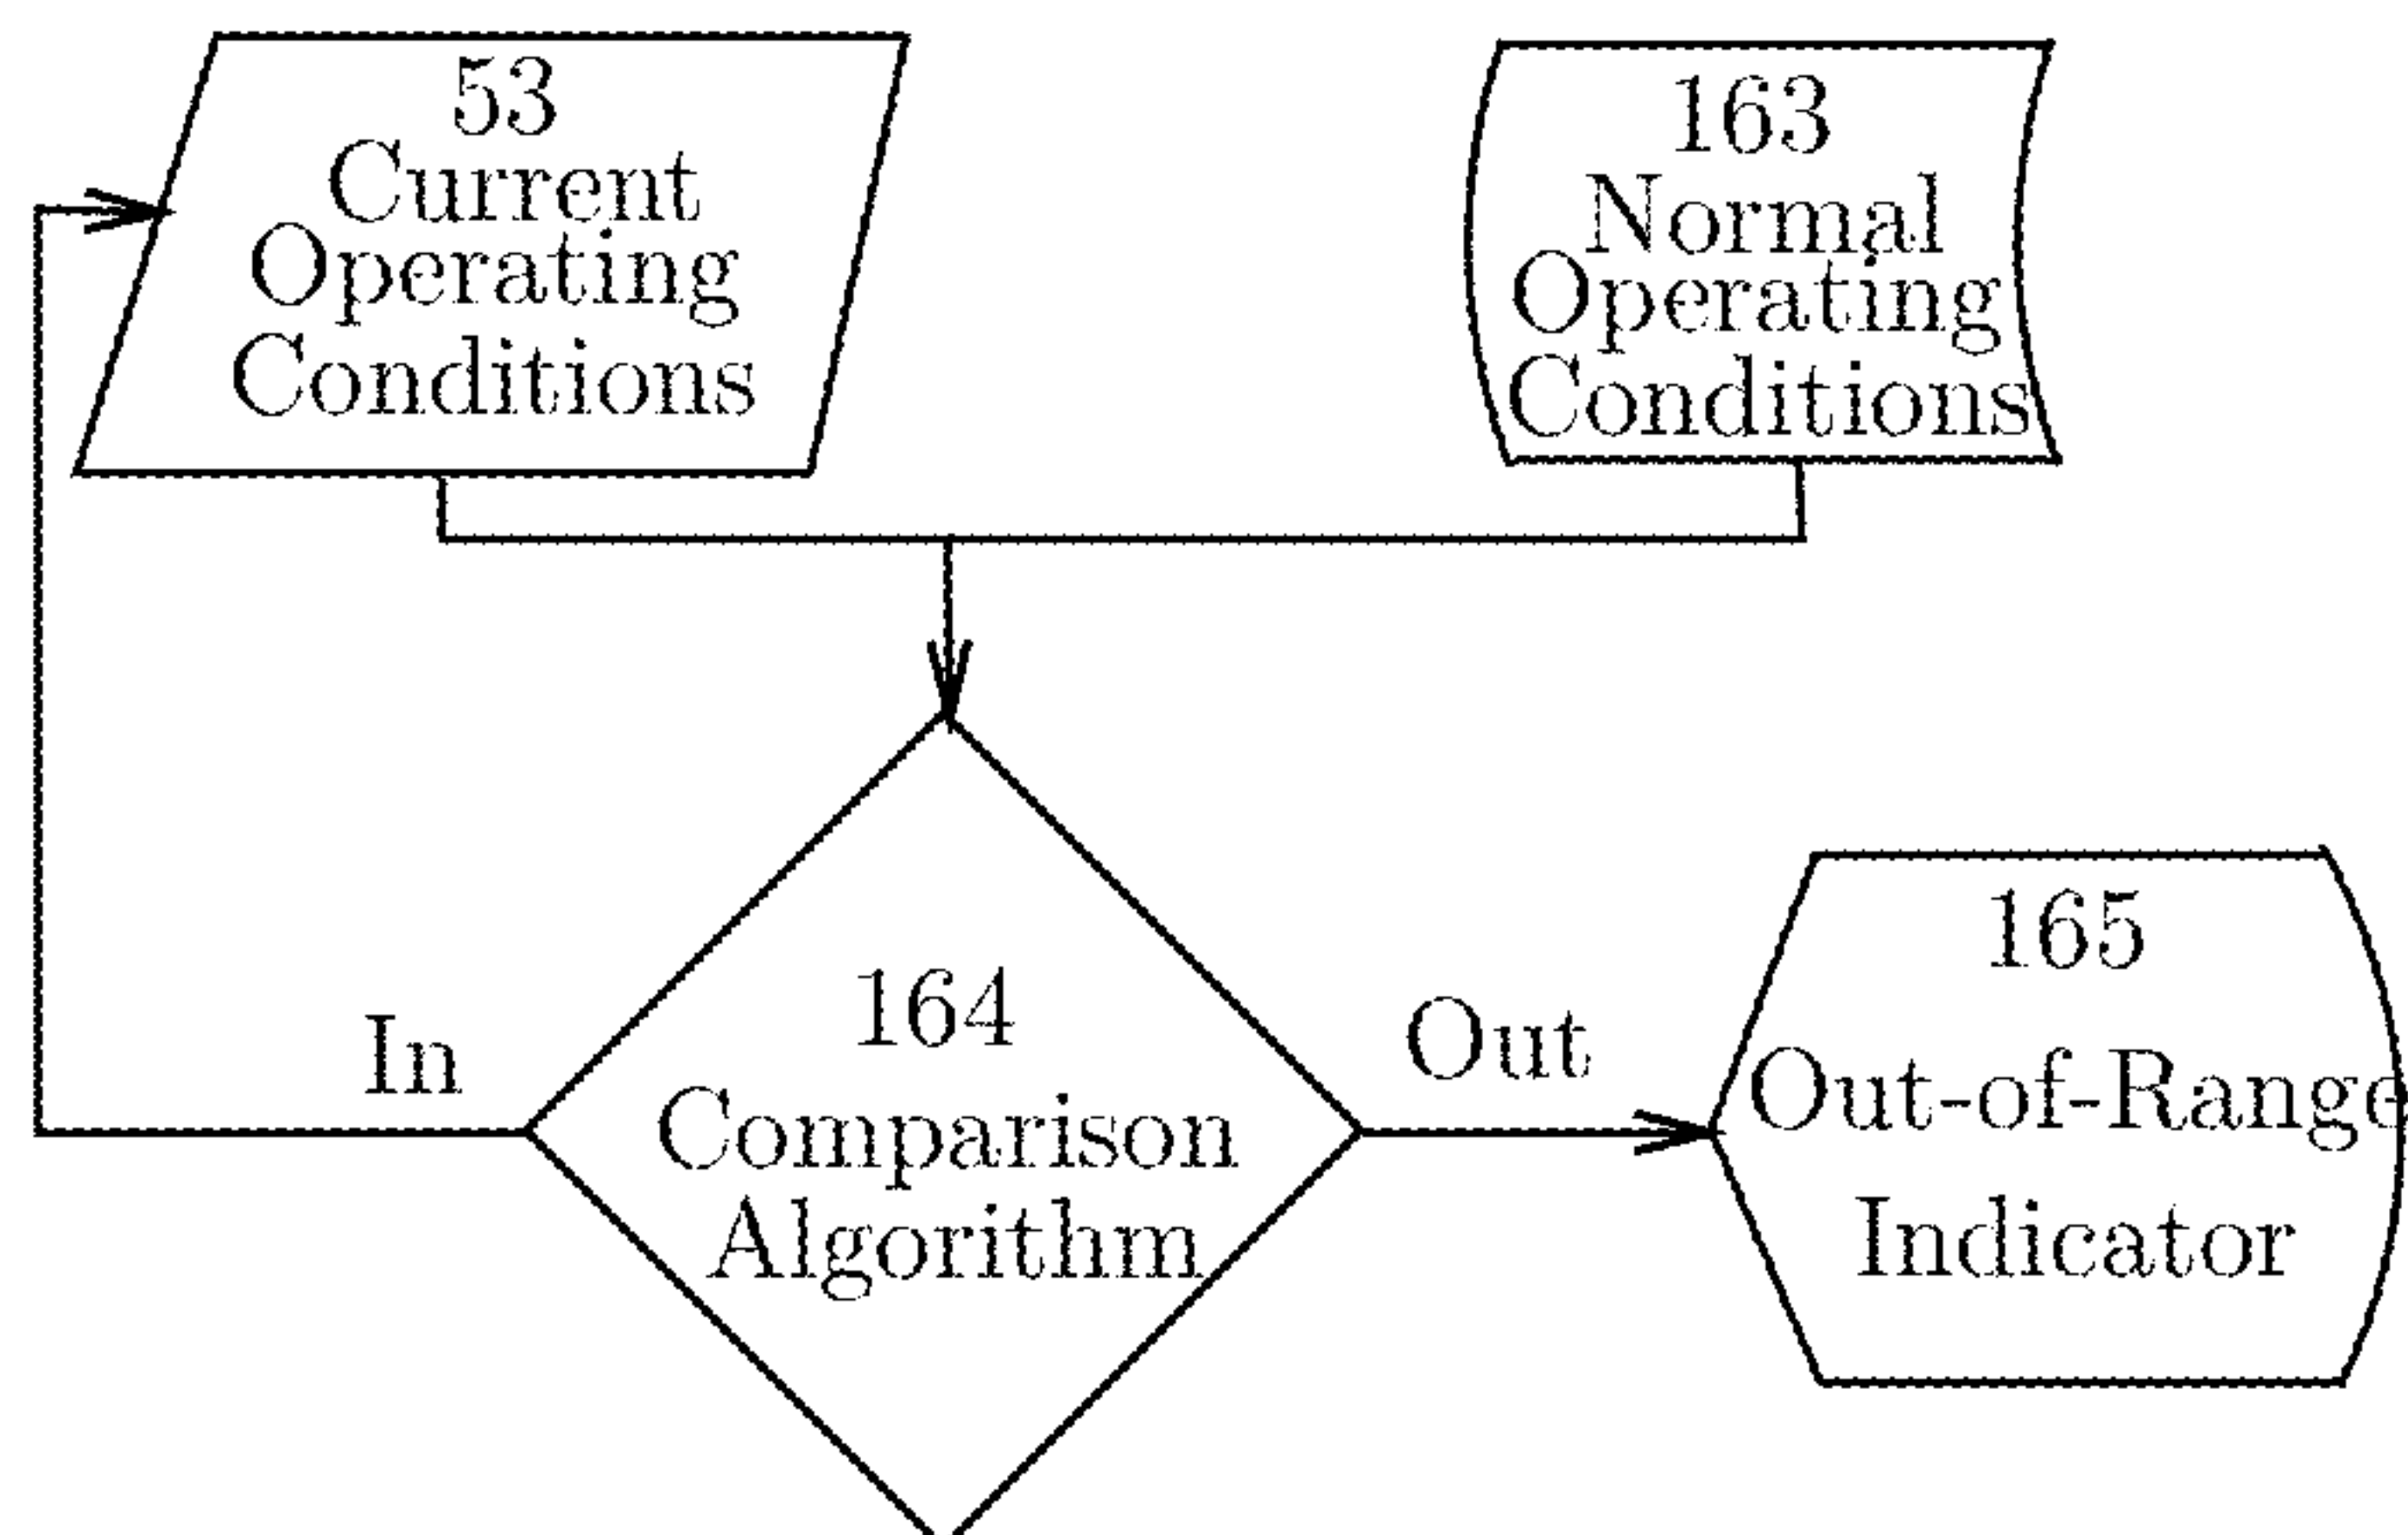 53
Current
Operating
Conditions
163
Normal
Operating
Conditions
164
Comparison
Algorithm
In
Out
165
Out-of-Range
Indicator